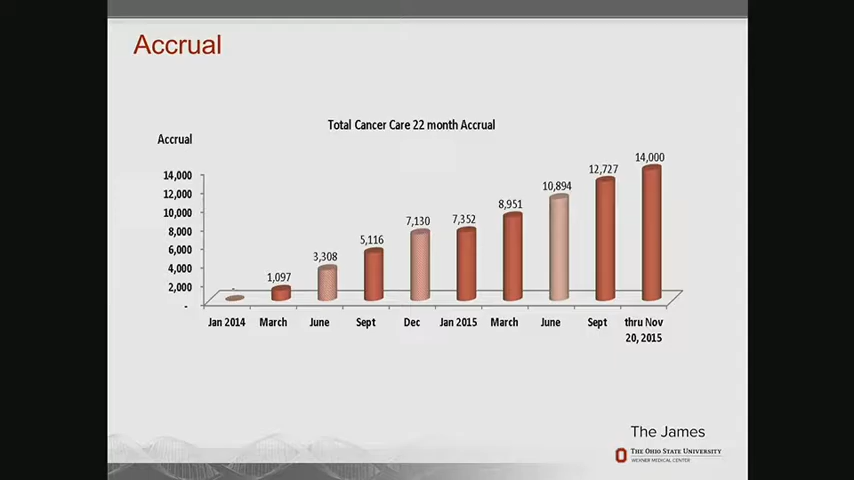 Accrual
Total Cancer Care 22 month Accrual
Accrual
14,000
12,000
10,000
8,000
6,000
4,000
2,000
-
-
1,097
3,308
5,116
7,130
7,352
8,951
10,894
12,727
14,000
Jan 2014 March June Sept Dec Jan 2015 March June Sept thru Nov
20, 2015
The James
THE OHIO STATE UNIVERSITY
WEXNER MEDICAL CENTER